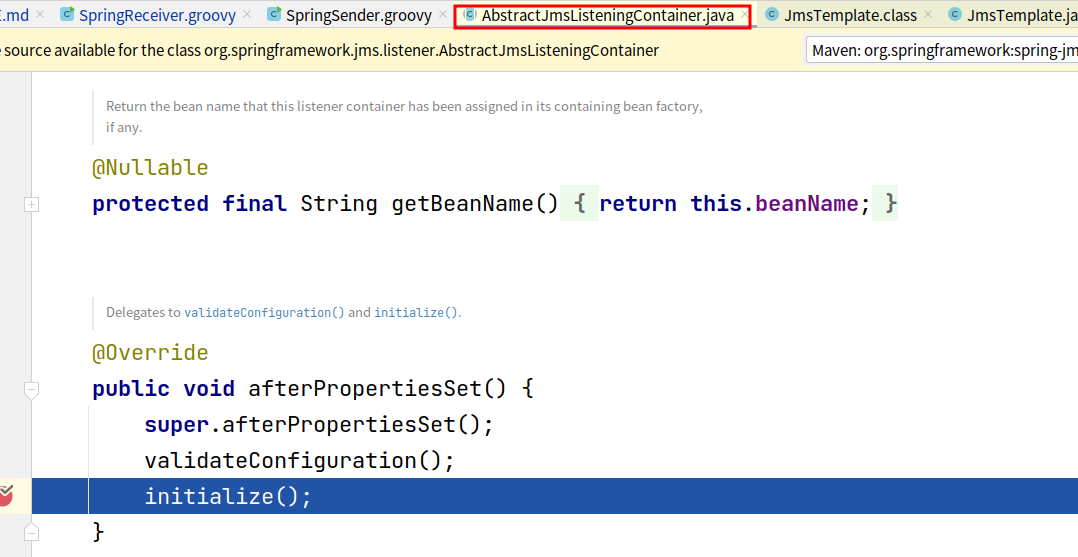 E.md SpringReceiver.groovy SpringSender.groovy AbstractJmsListeningContainer.java JmsTemplate.class JmsTemplate.ja
e source available for the class org.springframework.jms.listener.AbstractJmsListeningContainer Maven: org.springframework:spring-jm
Return the bean name that this listener container has been assigned in its containing bean factory,
if any.
@Nullable
protected final String getBeanName() { return this.beanName; }
Delegates to validateConfiguration() and initialize().
@Override
public void afterPropertiesSet() {
super.afterPropertiesSet();
validateConfiguration();
initialize();
}